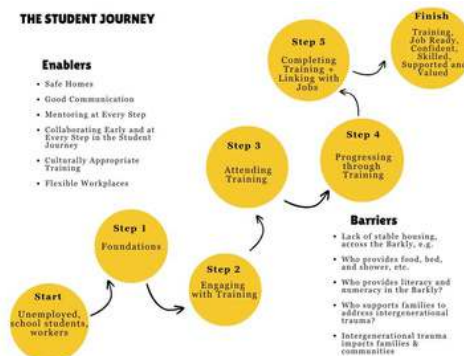 THE STUDENT JOURNEY
Enablers
• Safe Homes
• Good Communication
• Mentoring at Every Step
• Collaborating Early and at
Every Step in the Student
Journey
• Culturally Appropriate
Training
• Flexible Workplaces
Start
Unemployed,
school students,
workers
Step 1
Foundations
Step 2
Engaging
with Training
Step 3
Attending
Training
Step 4
Progressing
through
Training
Step 5
Completing
Training +
Linking with
Jobs
Finish
Training,
Job Ready,
Confident,
Skilled,
Supported and
Valued
Barriers
• Lack of stable housing,
across the Barkly, e.g.
• Who provides food, bed,
and shower, etc.
• Who provides literacy and
numeracy in the Barkly?
• Who supports families to
address intergenerational
trauma?
• Intergenerational trauma
impacts families &
communities